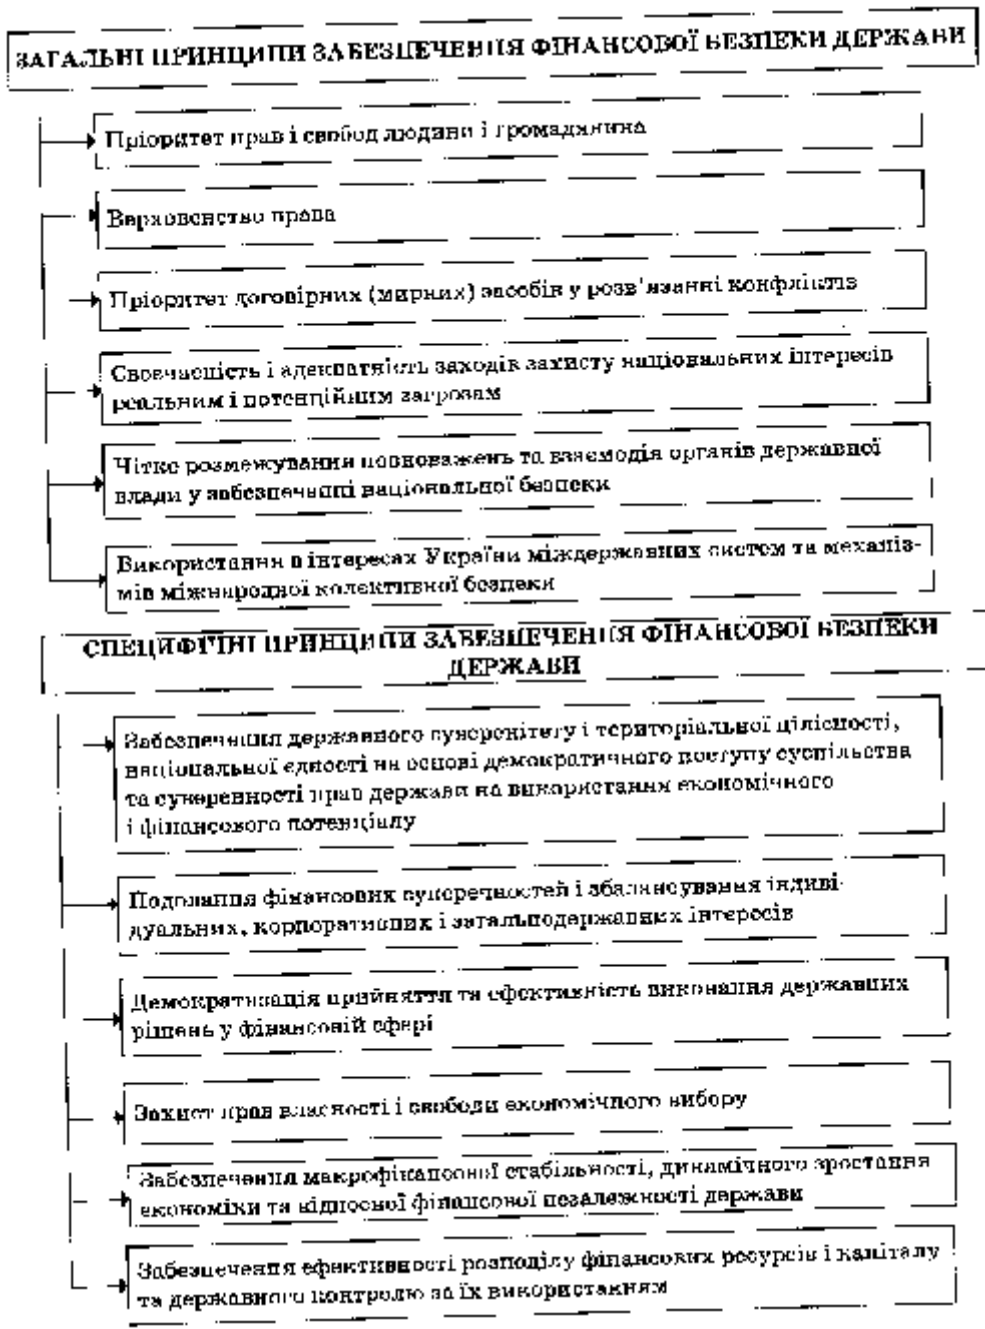 ЗАГАЛЬНІ ПРИНЦИПИ ЗАБЕЗПЕЧЕННЯ ФІНАНСОВОЇ БЕЗПЕКИ ДЕРЖАВИ
Пріоритет прав і свобод людини і громадянина
Верховенство права
Пріоритет договірних (мирних) засобів у розв'язанні конфліктів
Своєчасність і адекватність заходів захисту національних інтересів
реальним і потенційним загрозам
Чітке розмежування повноважень та взаємодія органів державної
влади у забезпеченні національної безпеки
Використання в інтересах України міждержавних систем та механіз-
мів міжнародної колективної безпеки
СПЕЦИФІЧНІ ПРИНЦИПИ ЗАБЕЗПЕЧЕННЯ ФІНАНСОВОЇ БЕЗПЕКИ
ДЕРЖАВИ
Забезпечення державного суверенітету і територіальної цілісності,
національної єдності на основі демократичного поступу суспільства
та суверенності прав держави на використання економічного
і фінансового потенціалу
Подолання фінансових суперечностей і збалансування індиві-
дуальних, корпоративних і загальнодержавних інтересів
Демократизація прийняття та ефективність виконання державних
рішень у фінансовій сфері
Захист прав власності і свободи економічного вибору
Забезпечення макрофінансової стабільності, динамічного зростання
економіки та відносної фінансової незалежності держави
Забезпечення ефективності розподілу фінансових ресурсів і капіталу
та державного контролю за їх використанням